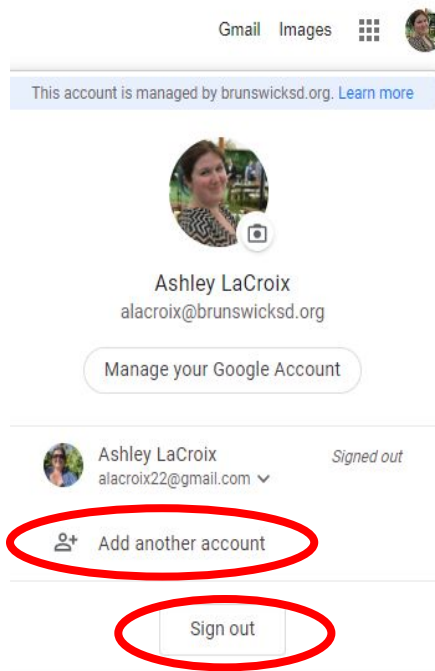 Gmail Images
This account is managed by brunswicksd.org. Learn more
Ashley LaCroix
alacroix@brunswicksd.org
Manage your Google Account
Ashley LaCroix Signed out
alacroix22@gmail.com
Add another account
Sign out